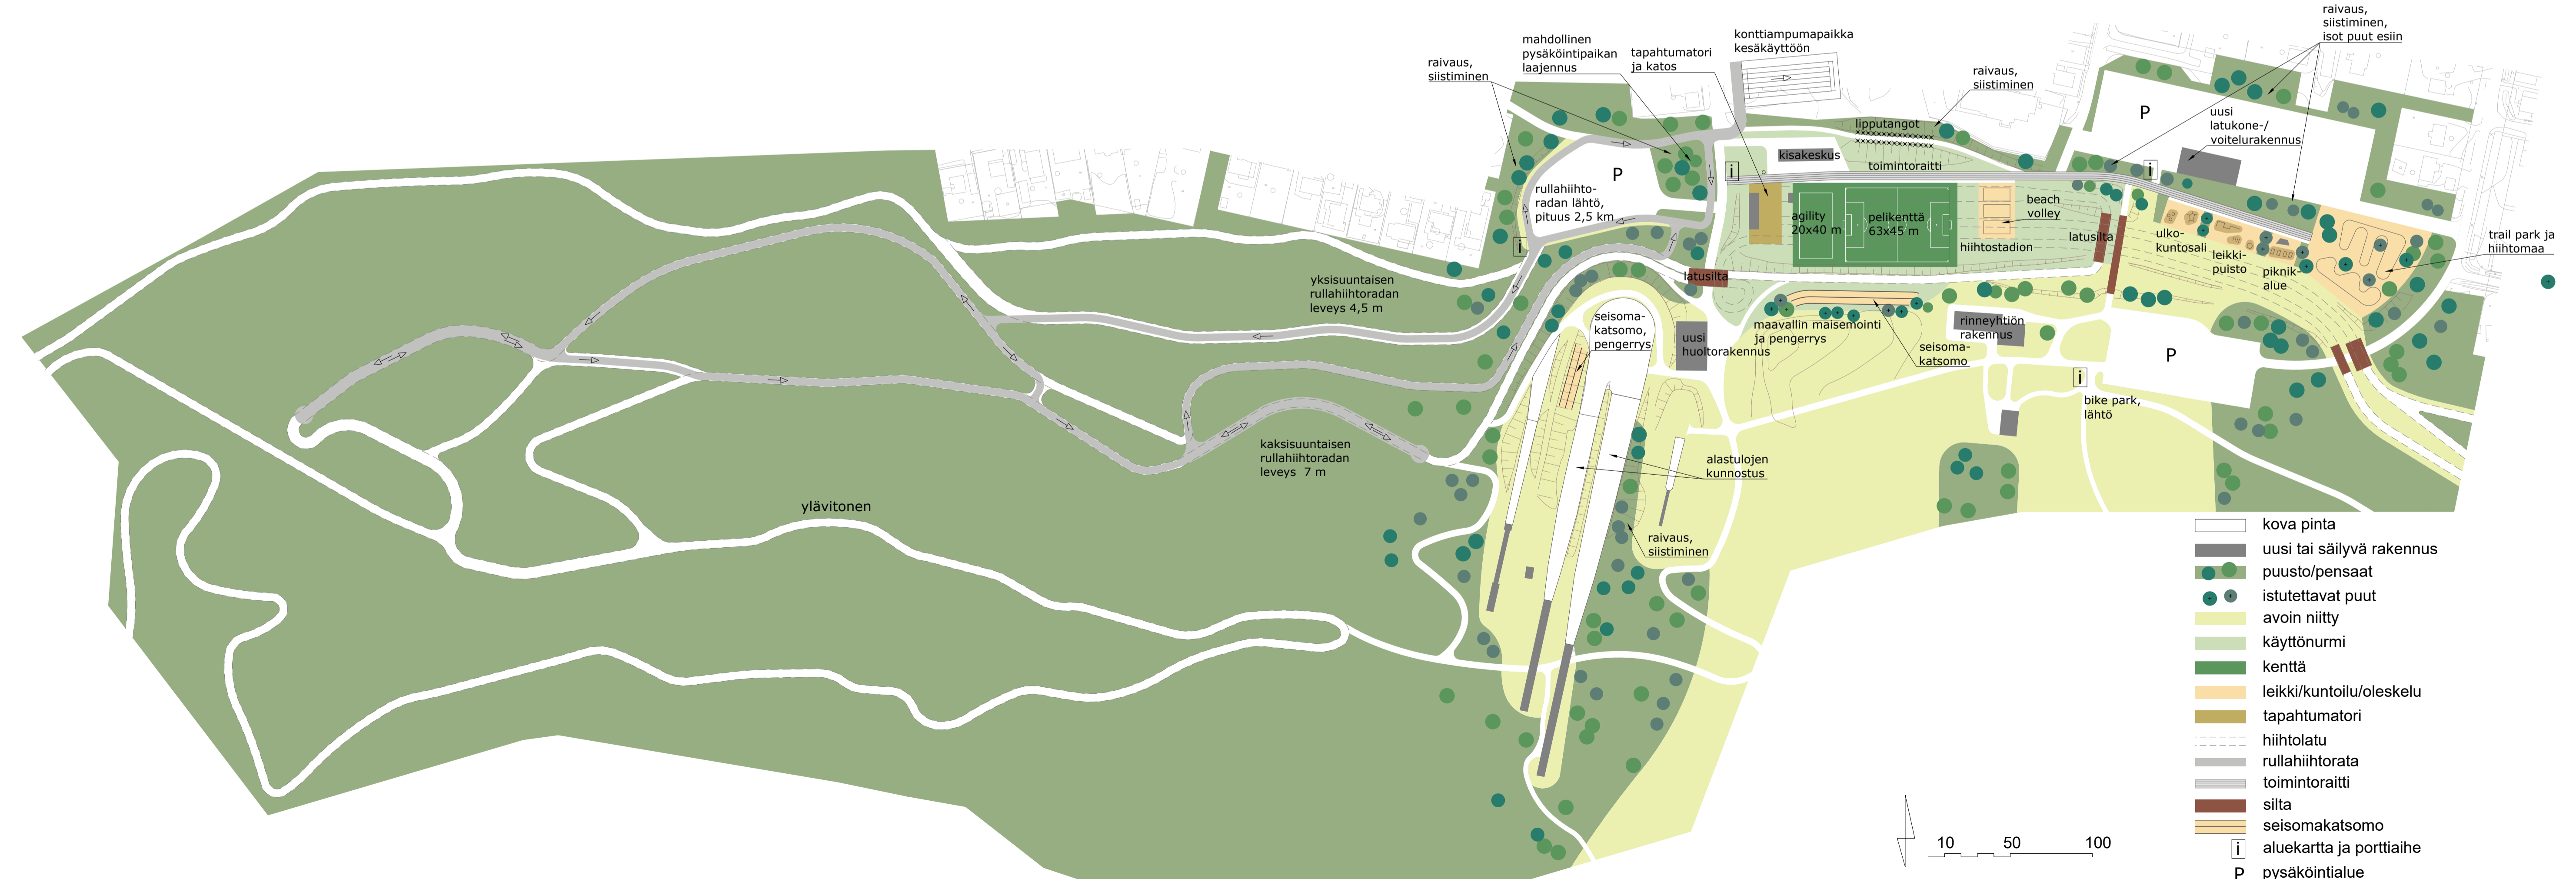 raivaus,
siistiminen,
isot puut esiin
mahdollinen
pysäköintipaikan
laajennus
tapahtumatori
ja katos
konttiampumapaikka
kesäkäyttöön
raivaus,
siistiminen
raivaus,
siistiminen
P
uusi
latukone-/
voitelurakennus
lipputangot
kisakeskus
toimintoraitti
i
i
P
rullahiihto-
radan lähtö,
pituus 2,5 km
agility
20x40 m
pelikenttä
63x45 m
beach
volley
hiihtostadion
latusilta
ulko-
kuntosali
leikki-
puisto
piknik-
alue
trail park ja
hiihtomaa
i
latusilta
yksisuuntaisen
rullahiihtoradan
leveys 4,5 m
seisoma-
katsomo,
pengerrys
uusi
huoltorakennus
maavallin maisemointi
ja pengerrys
seisoma-
katsomo
rinneyhtiön
rakennus
P
i
bike park,
lähtö
kaksisuuntaisen
rullahiihtoradan
leveys 7 m
alastulojen
kunnostus
ylävitonen
raivaus,
siistiminen
kova pinta
uusi tai säilyvä rakennus
puusto/pensaat
istutettavat puut
avoin niitty
käyttönurmi
kenttä
leikki/kuntoilu/oleskelu
tapahtumatori
hiihtolatu
rullahiihtorata
toimintoraitti
silta
seisomakatsomo
i aluekartta ja porttiaihe
P pysäköintialue
10 50 100